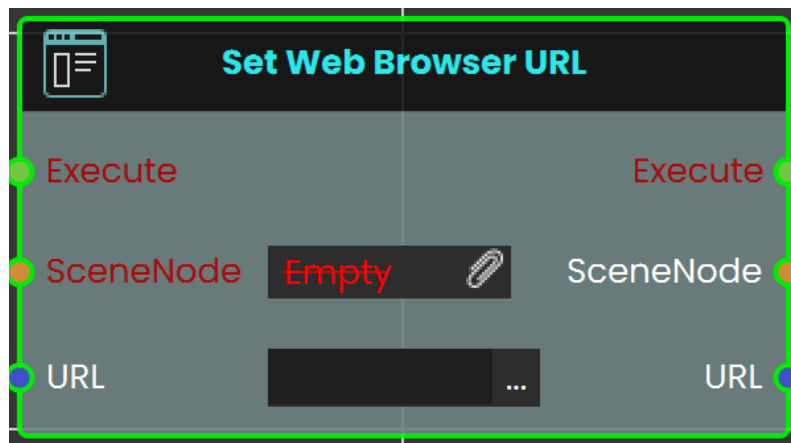 Set Web Browser URL
Execute Execute
SceneNode Empty SceneNode
URL ... URL